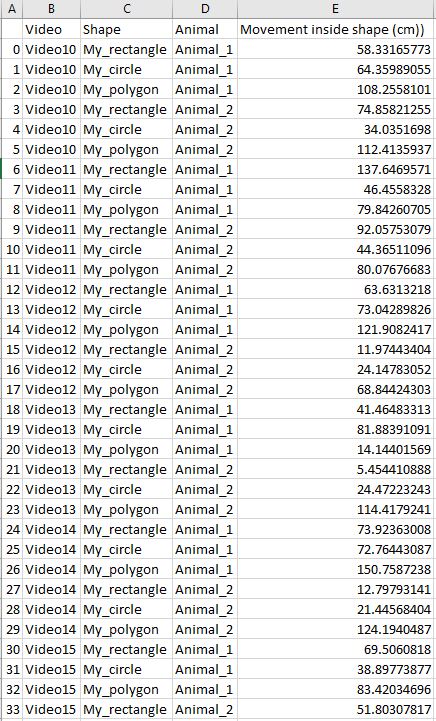 A B C D E
Video Shape Animal Movement inside shape (cm))
0 Video10 My_rectangle Animal_1 58.33165773
1 Video10 My_circle Animal_1 64.35989055
2 Video10 My_polygon Animal_1 108.2558101
3 Video10 My_rectangle Animal_2 74.85821255
4 Video10 My_circle Animal_2 34.0351698
5 Video10 My_polygon Animal_2 112.4135937
6 Video11 My_rectangle Animal_1 137.6469571
7 Video11 My_circle Animal_1 46.4558328
8 Video11 My_polygon Animal_1 79.84260705
9 Video11 My_rectangle Animal_2 92.05753079
10 Video11 My_circle Animal_2 44.36511096
11 Video11 My_polygon Animal_2 80.07676683
12 Video12 My_rectangle Animal_1 63.6313218
13 Video12 My_circle Animal_1 73.04289826
14 Video12 My_polygon Animal_1 121.9082417
15 Video12 My_rectangle Animal_2 11.97443404
16 Video12 My_circle Animal_2 24.14783052
17 Video12 My_polygon Animal_2 68.84424303
18 Video13 My_rectangle Animal_1 41.46483313
19 Video13 My_circle Animal_1 81.88391091
20 Video13 My_polygon Animal_1 14.14401569
21 Video13 My_rectangle Animal_2 5.454410888
22 Video13 My_circle Animal_2 24.47223243
23 Video13 My_polygon Animal_2 114.4179241
24 Video14 My_rectangle Animal_1 73.92363008
25 Video14 My_circle Animal_1 72.76443087
26 Video14 My_polygon Animal_1 150.7587238
27 Video14 My_rectangle Animal_2 12.79793141
28 Video14 My_circle Animal_2 21.44568404
29 Video14 My_polygon Animal_2 124.1940487
30 Video15 My_rectangle Animal_1 69.5060818
31 Video15 My_circle Animal_1 38.89773877
32 Video15 My_polygon Animal_1 83.42034696
33 Video15 My_rectangle Animal_2 51.80307817